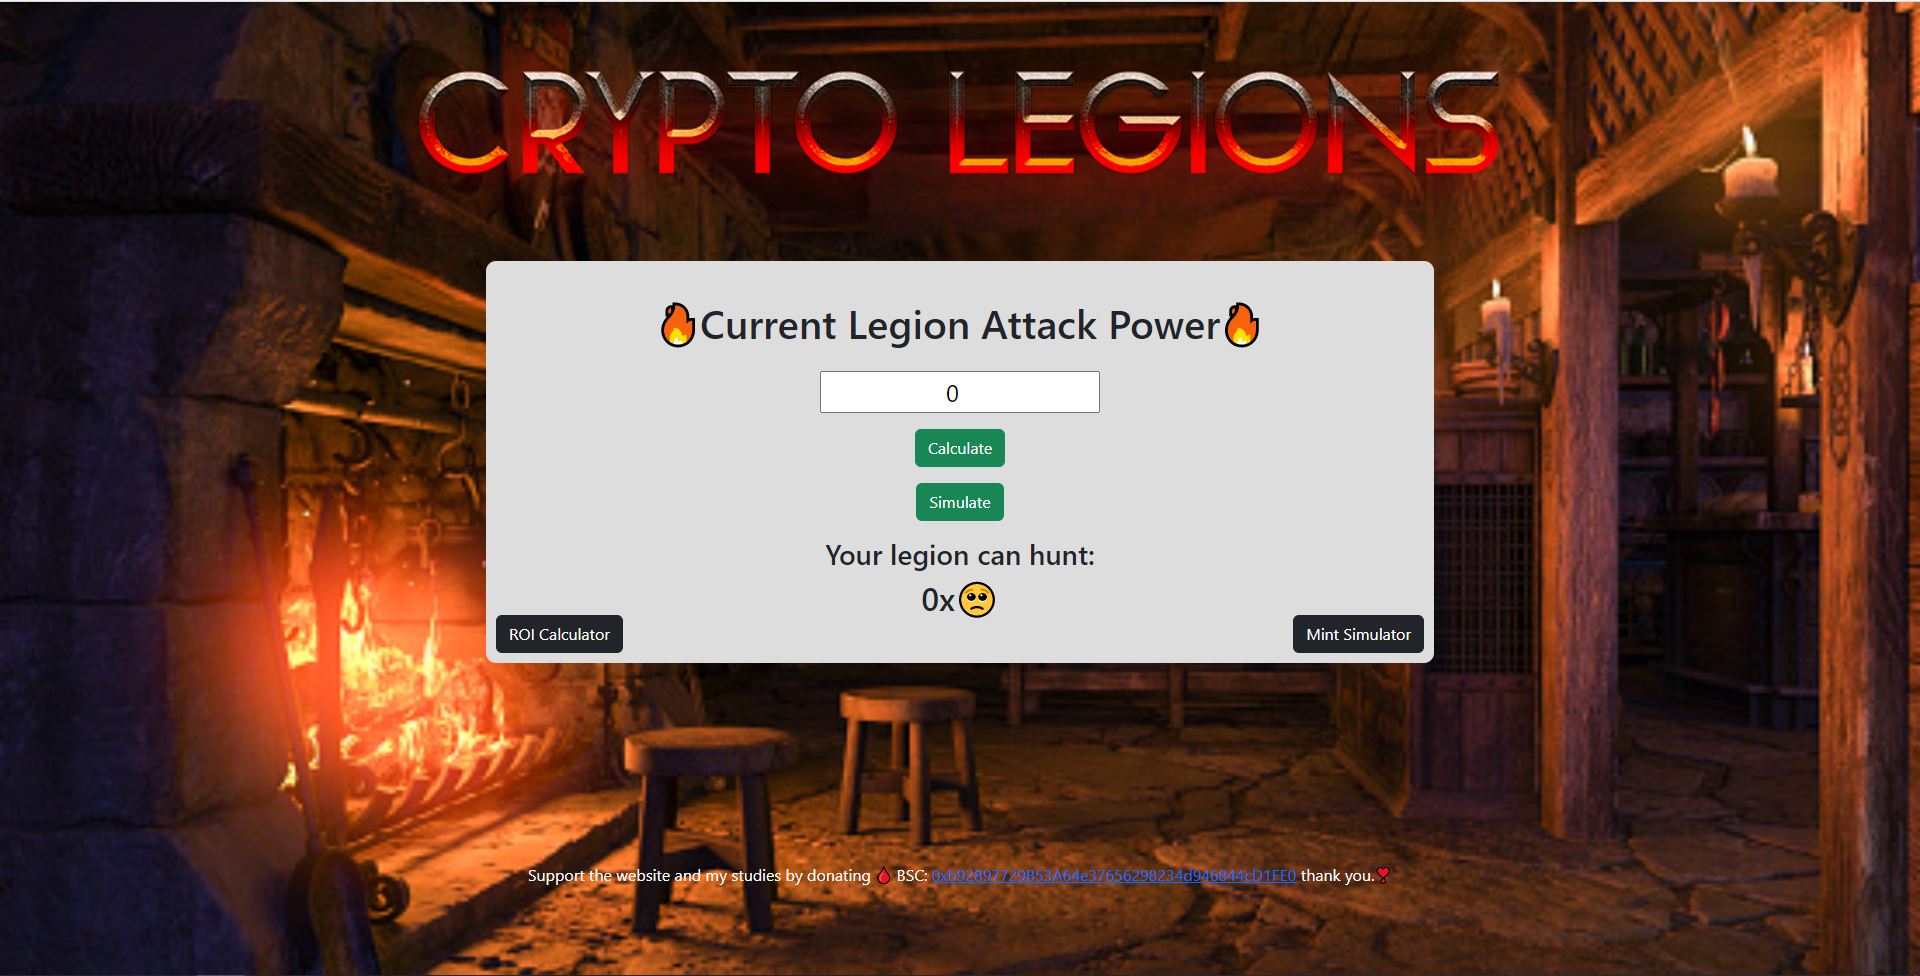 CRYPTO LEGIONS
🔥Current Legion Attack Power🔥
0
Calculate
Simulate
Your legion can hunt:
0x🥺
ROI Calculator
Mint Simulator
Support the website and my studies by donating 🩸 BSC: 0xb92897729B53A64e37656298234d946844cD1EE0 thank you.❣